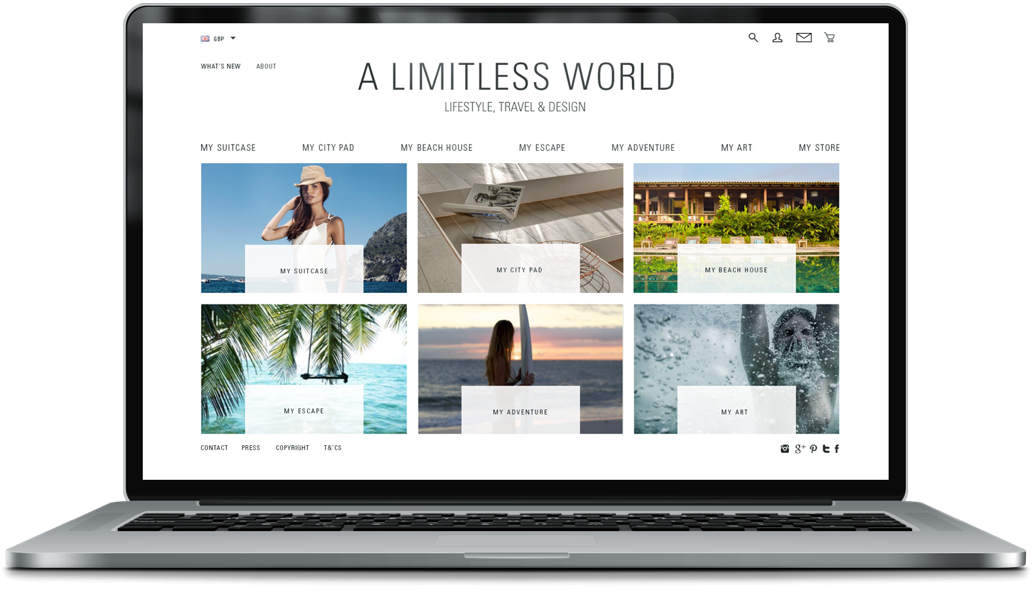 GBP
WHAT'S NEW ABOUT
A LIMITLESS WORLD
LIFESTYLE, TRAVEL & DESIGN
MY SUITCASE MY CITY PAD MY BEACH HOUSE MY ESCAPE MY ADVENTURE MY ART MY STORE
MY SUITCASE MY CITY PAD MY BEACH HOUSE
MY ESCAPE MY ADVENTURE MY ART
CONTACT PRESS COPYRIGHT T&'CS